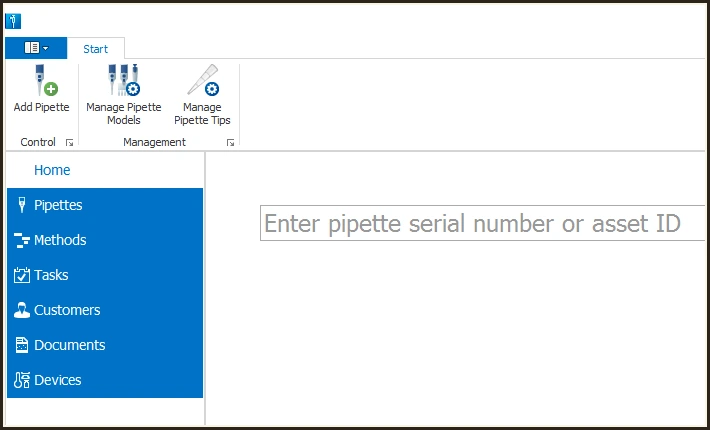 Start
Add Pipette
Manage Pipette
Models
Manage
Pipette Tips
Control
Management
Home
Pipettes
Methods
Tasks
Customers
Documents
Devices
Enter pipette serial number or asset ID